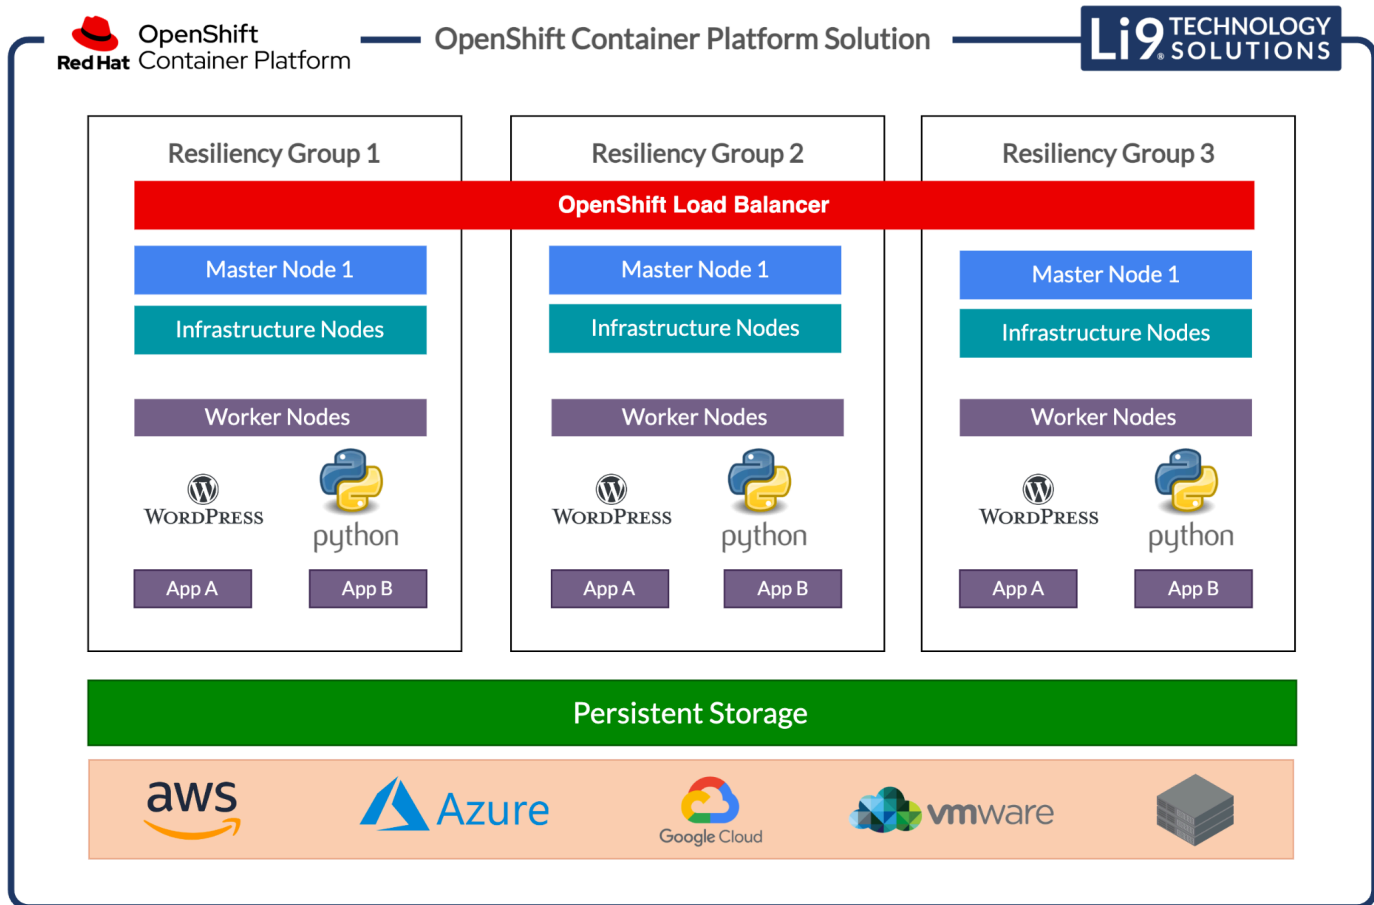 OpenShift
Red Hat Container Platform
OpenShift Container Platform Solution
Li9® TECHNOLOGY
SOLUTIONS
Resiliency Group 1
Resiliency Group 2
Resiliency Group 3
OpenShift Load Balancer
Master Node 1
Master Node 1
Master Node 1
Infrastructure Nodes
Infrastructure Nodes
Infrastructure Nodes
Worker Nodes
Worker Nodes
Worker Nodes
WORDPRESS
python
WORDPRESS
python
WORDPRESS
python
App A
App B
App A
App B
App A
App B
Persistent Storage
aws
Azure
Google Cloud
vmware